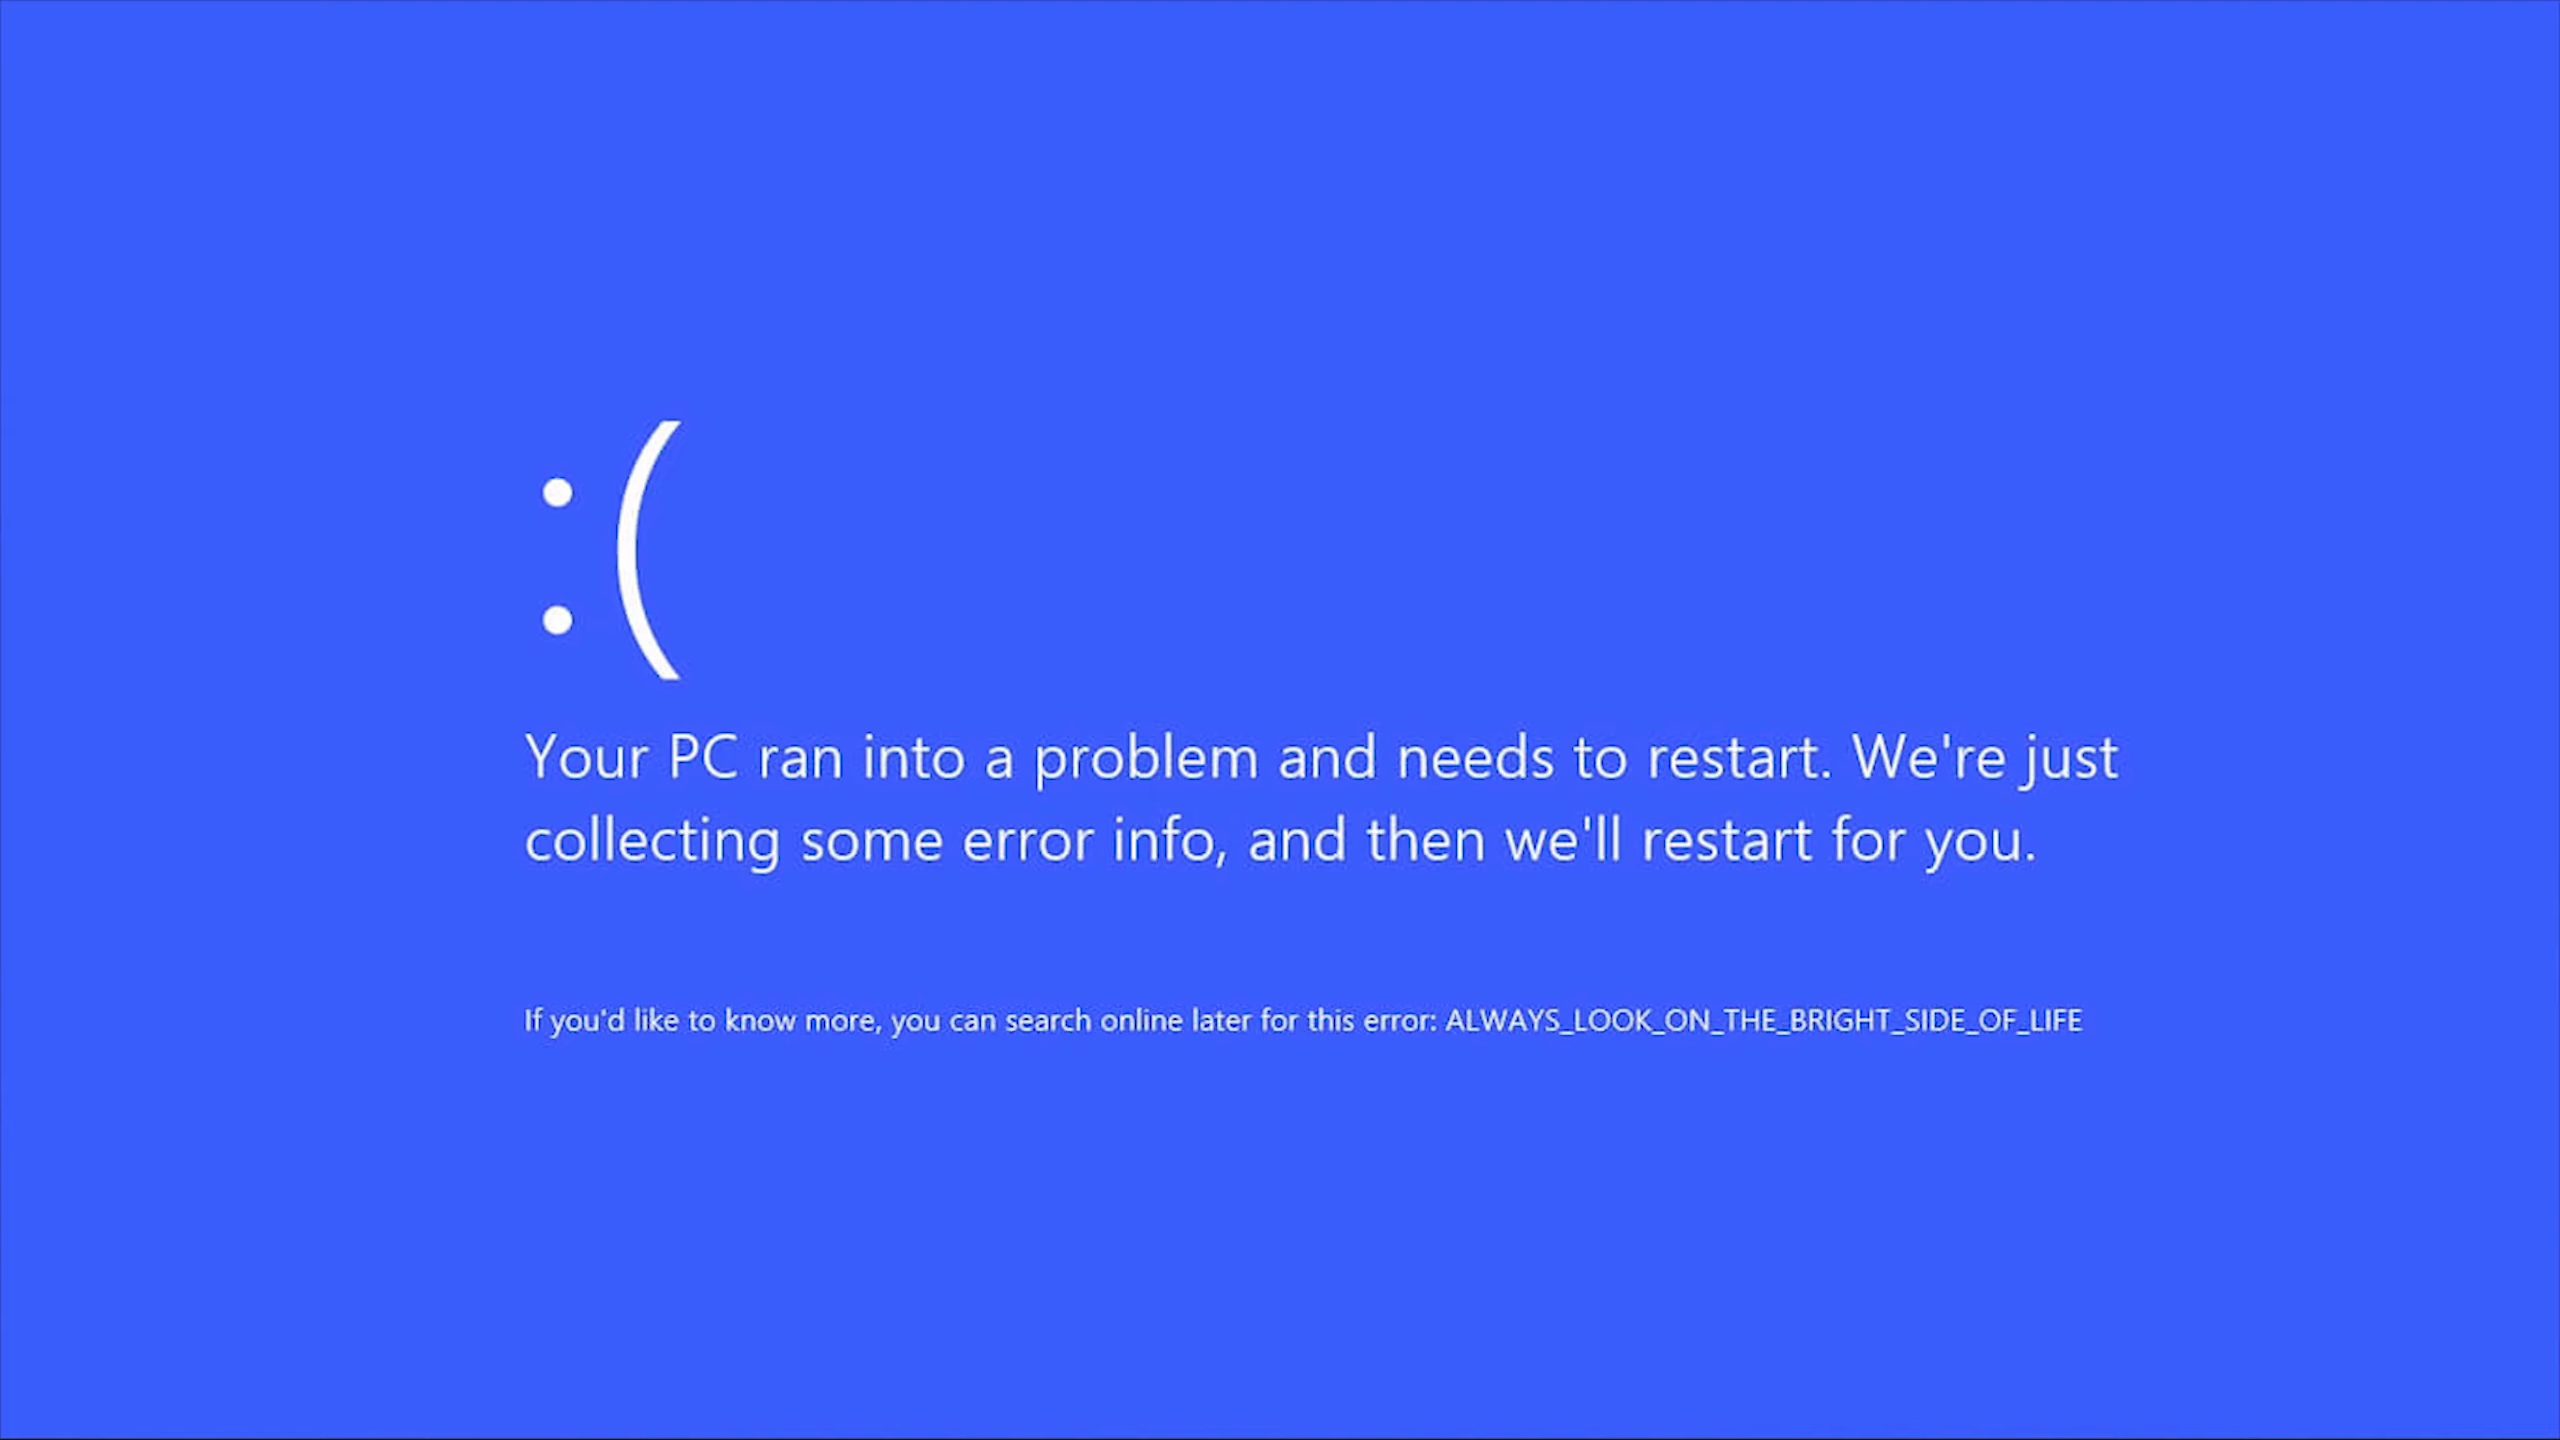 :(
Your PC ran into a problem and needs to restart. We're just
collecting some error info, and then we'll restart for you.
If you'd like to know more, you can search online later for this error: ALWAYS_LOOK_ON_THE_BRIGHT_SIDE_OF_LIFE